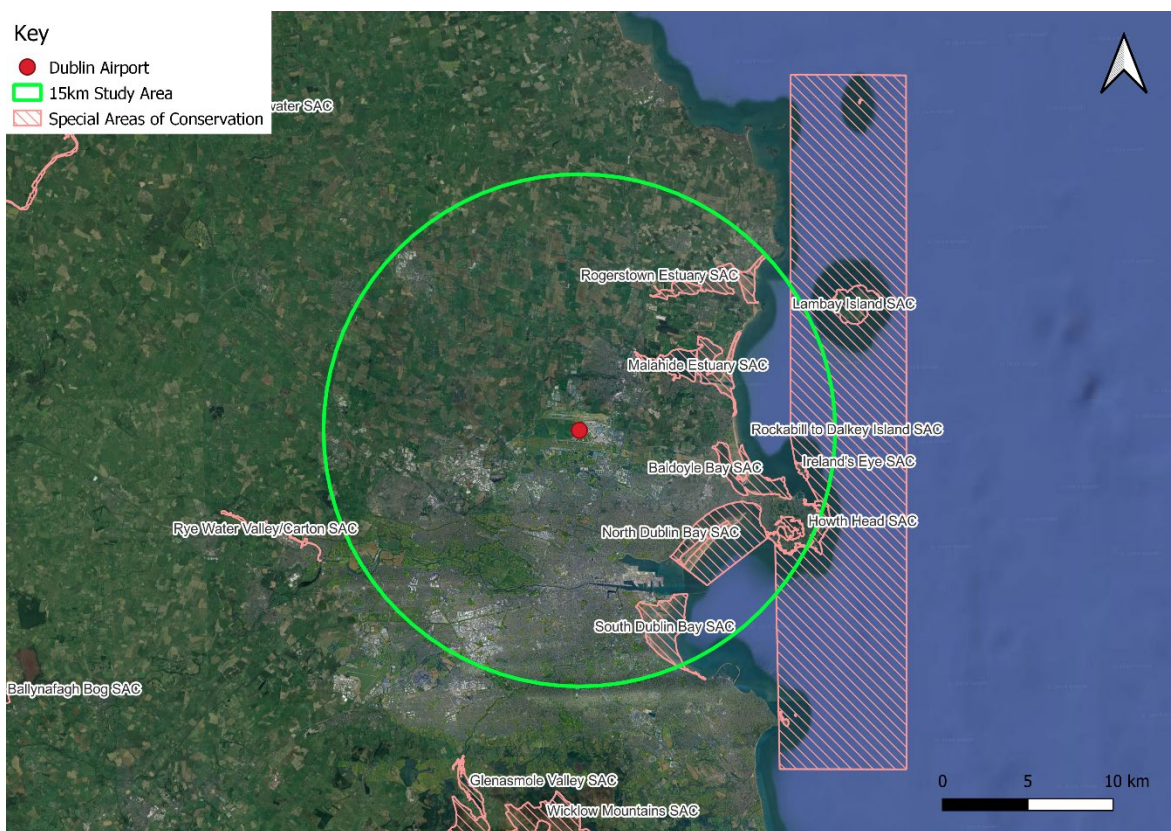 Key
Dublin Airport
15km Study Area
Special Areas of Conservation
water SAC
Rogerstown Estuary SAC
Lambay Island SAC
Malahide Estuary SAC
Rockabill to Dalkey Island SAC
Ireland's Eye SAC
Baldoyle Bay SAC
Howth Head SAC
North Dublin Bay SAC
Rye Water Valley/Carton SAC
South Dublin Bay SAC
Ballynafagh Bog SAC
Glenasmole Valley SAC
Wicklow Mountains SAC
0 5 10 km